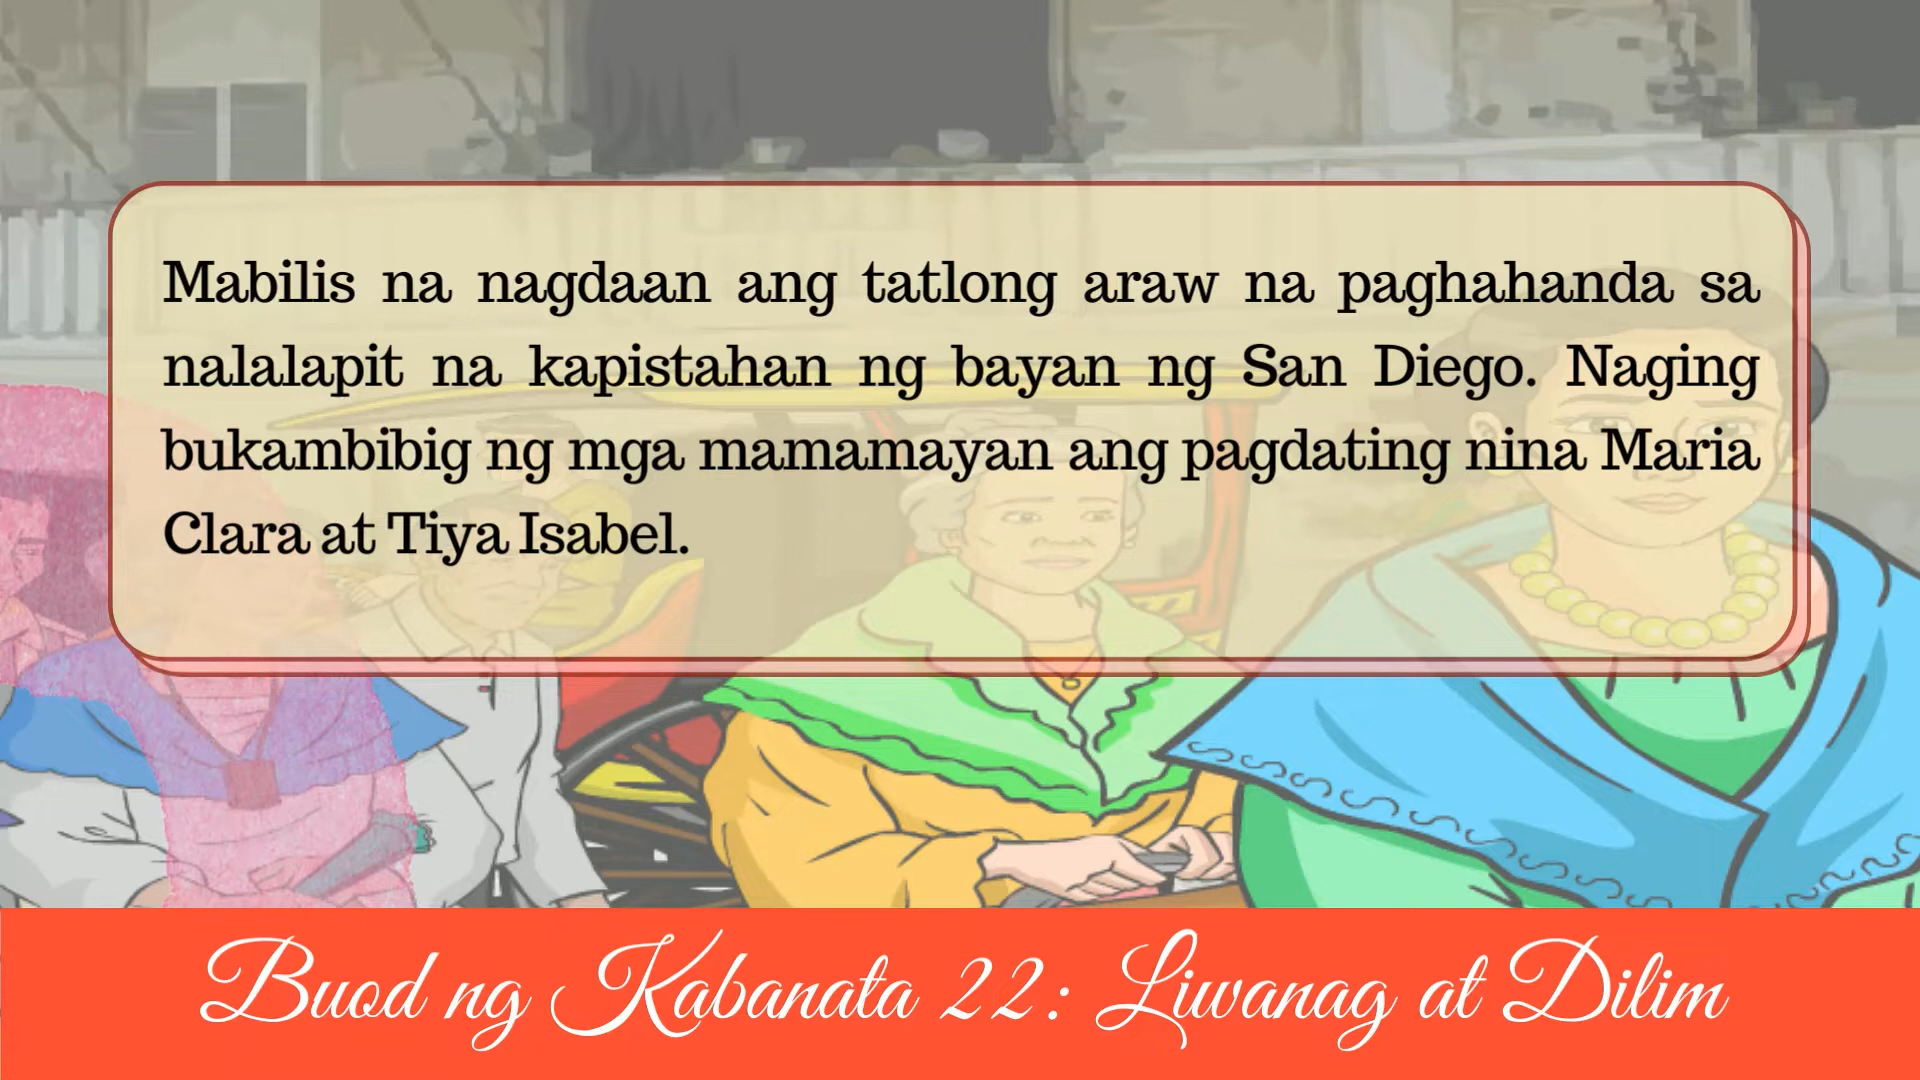 Mabilis na nagdaan ang tatlong araw na paghahanda sa
nalalapit na kapistahan ng bayan ng San Diego. Naging
bukambibig ng mga mamamayan ang pagdating nina Maria
Clara at Tiya Isabel.
Buod ng Kabanata 22: Liwanag at Dilim